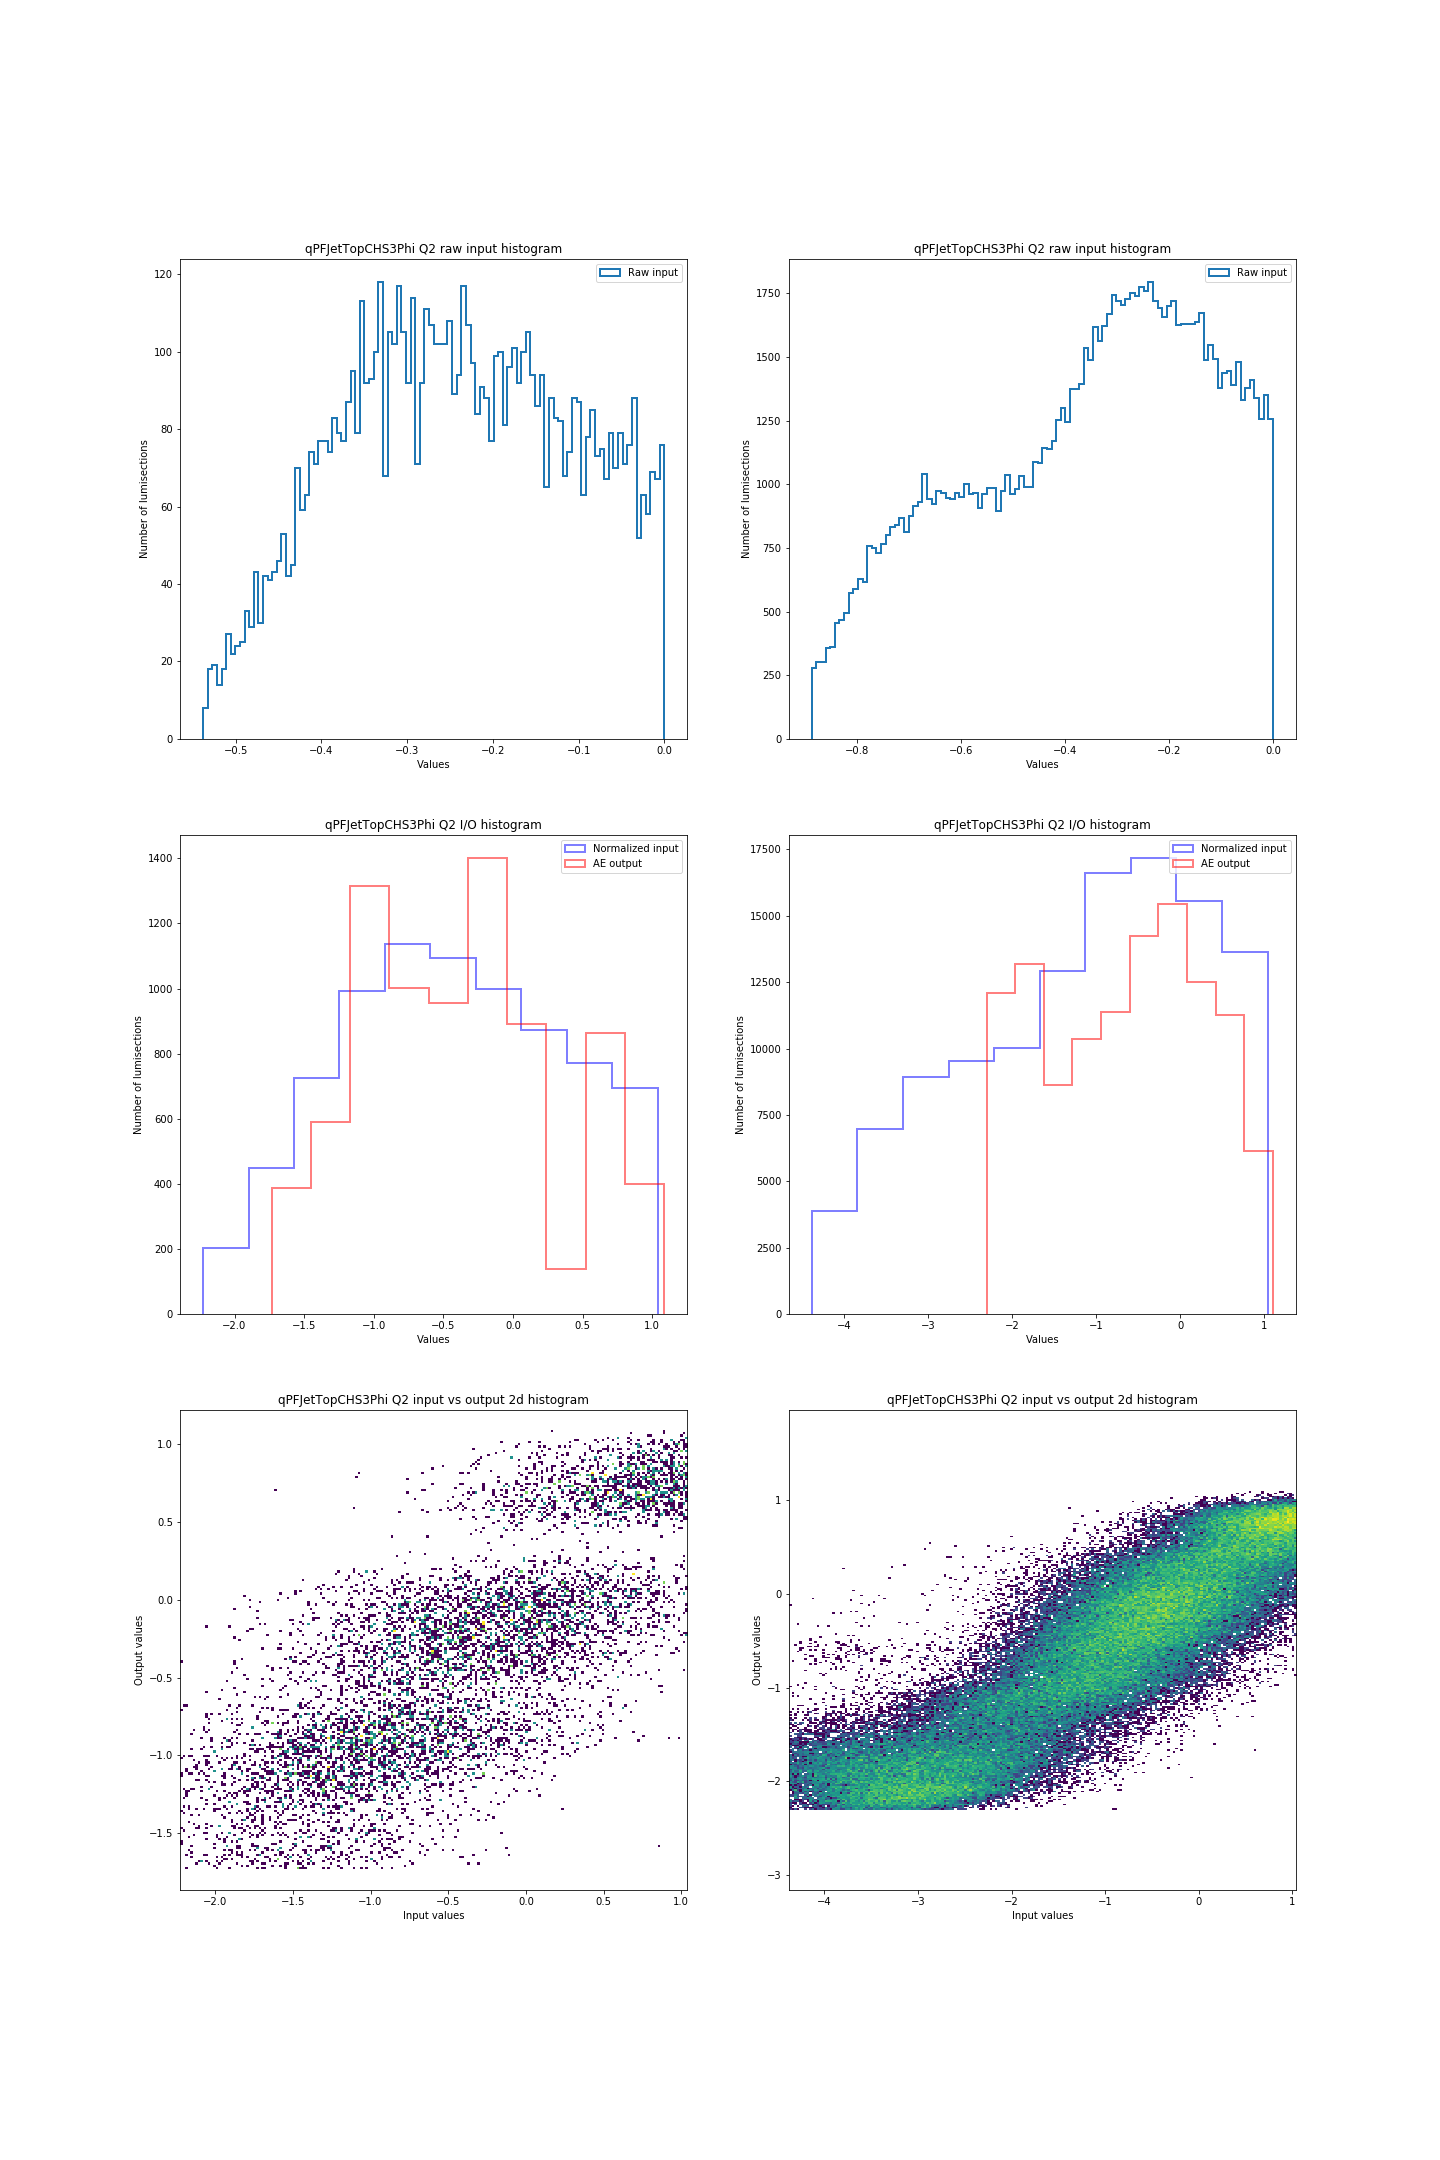 qPFJetTopCHS3Phi Q2 raw input histogram
Raw input
Number of lumisections
120
100
80
60
40
20
0
−0.5 −0.4 −0.3 −0.2 −0.1 0.0
Values
qPFJetTopCHS3Phi Q2 raw input histogram
Raw input
Number of lumisections
1750
1500
1250
1000
750
500
250
0
−0.8 −0.6 −0.4 −0.2 0.0
Values
qPFJetTopCHS3Phi Q2 I/O histogram
Normalized input
AE output
Number of lumisections
1400
1200
1000
800
600
400
200
0
−2.0 −1.5 −1.0 −0.5 0.0 0.5 1.0
Values
qPFJetTopCHS3Phi Q2 I/O histogram
Normalized input
AE output
Number of lumisections
17500
15000
12500
10000
7500
5000
2500
0
−4 −3 −2 −1 0 1
Values
qPFJetTopCHS3Phi Q2 input vs output 2d histogram
Output values
1.0
0.5
0.0
−0.5
−1.0
−1.5
−2.0 −1.5 −1.0 −0.5 0.0 0.5 1.0
Input values
qPFJetTopCHS3Phi Q2 input vs output 2d histogram
Output values
1
0
−1
−2
−3
−4 −3 −2 −1 0 1
Input values